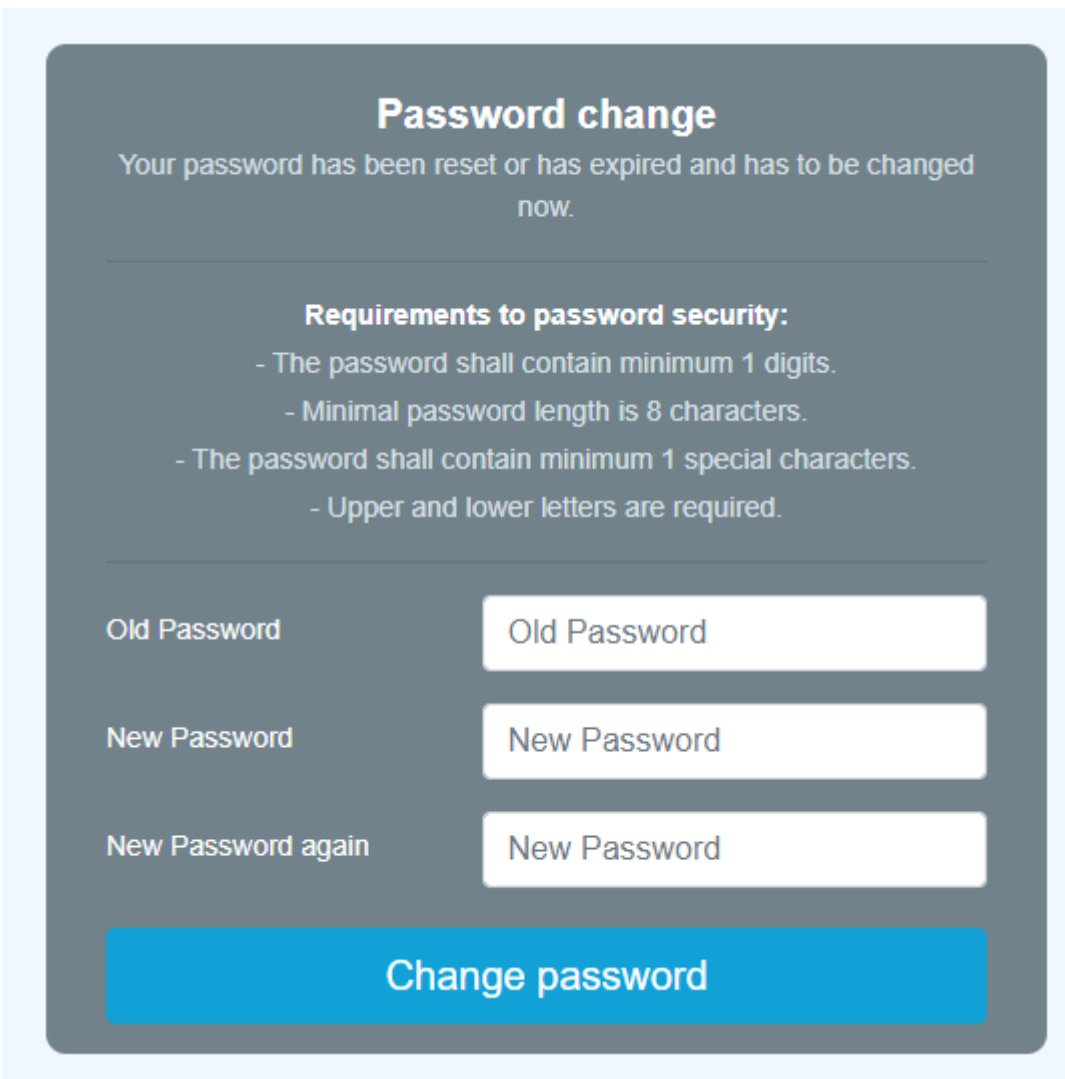 Password change
Your password has been reset or has expired and has to be changed
now.
Requirements to password security:
- The password shall contain minimum 1 digits.
- Minimal password length is 8 characters.
- The password shall contain minimum 1 special characters.
- Upper and lower letters are required.
Old Password
Old Password
New Password
New Password
New Password again
New Password
Change password